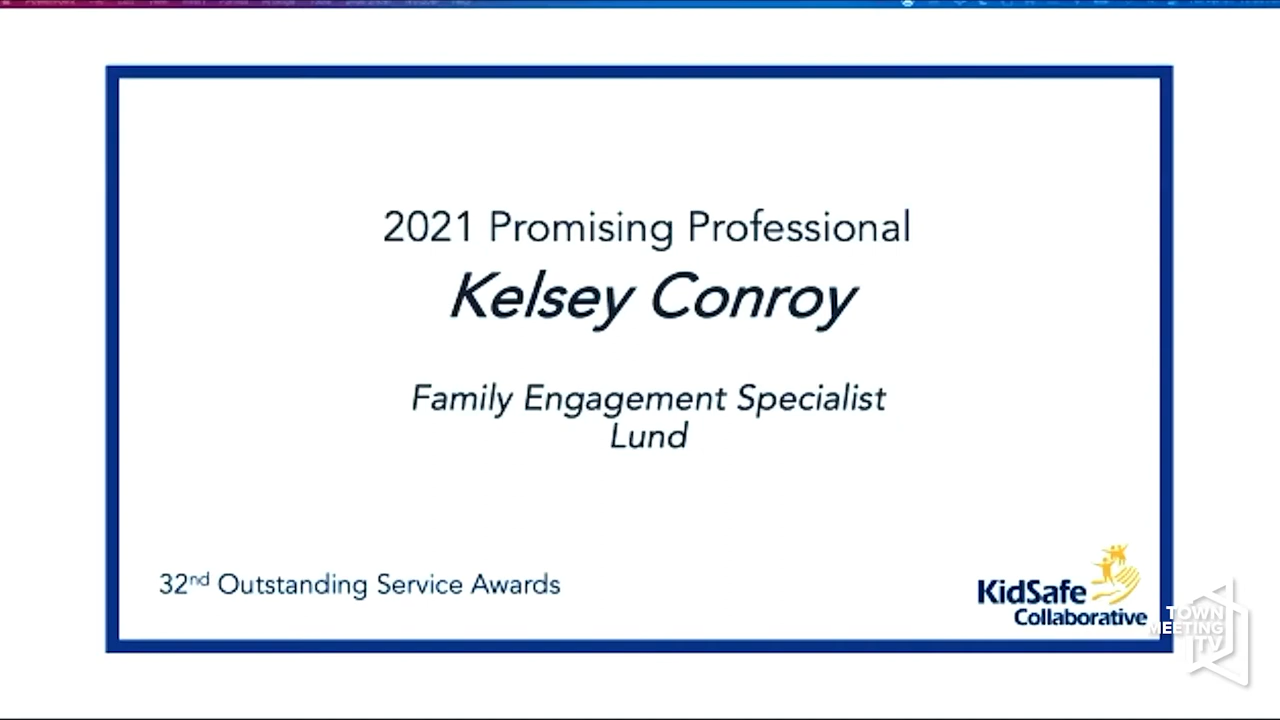 2021 Promising Professional
Kelsey Conroy
Family Engagement Specialist
Lund
32nd Outstanding Service Awards
KidSafe
Collaborative
TOWN
MEETING
TV